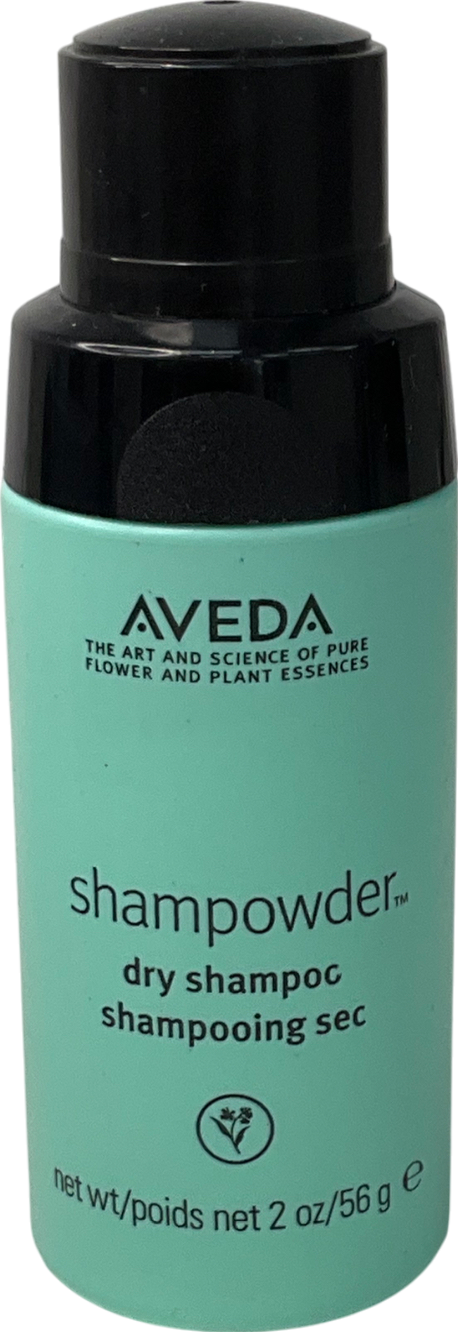 AVEDA
THE ART AND SCIENCE OF PURE
FLOWER AND PLANT ESSENCES
shampowder™
dry shampoo
shampooing sec
net wt/poids net 2 oz/56 g ℮